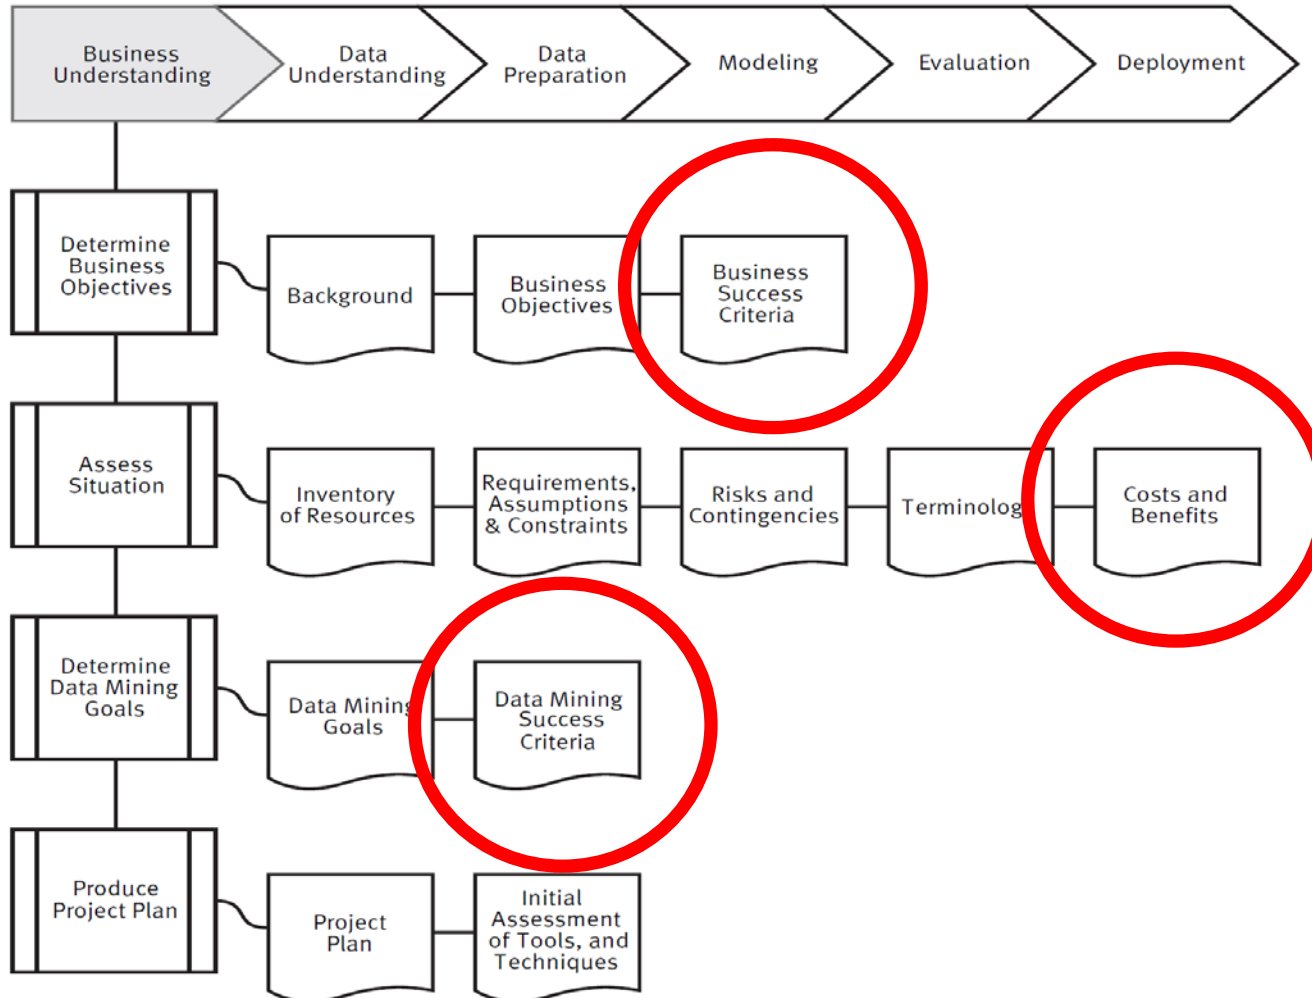 Business
Understanding
Data
Understanding
Data
Preparation
Modeling
Evaluation
Deployment
Determine
Business
Objectives
Background
Business
Objectives
Business
Success
Criteria
Assess
Situation
Inventory
of Resources
Requirements,
Assumptions
& Constraints
Risks and
Contingencies
Terminolog
Costs and
Benefits
Determine
Data Mining
Goals
Data Mining
Goals
Data Mining
Success
Criteria
Produce
Project Plan
Project
Plan
Initial
Assessment
of Tools, and
Techniques